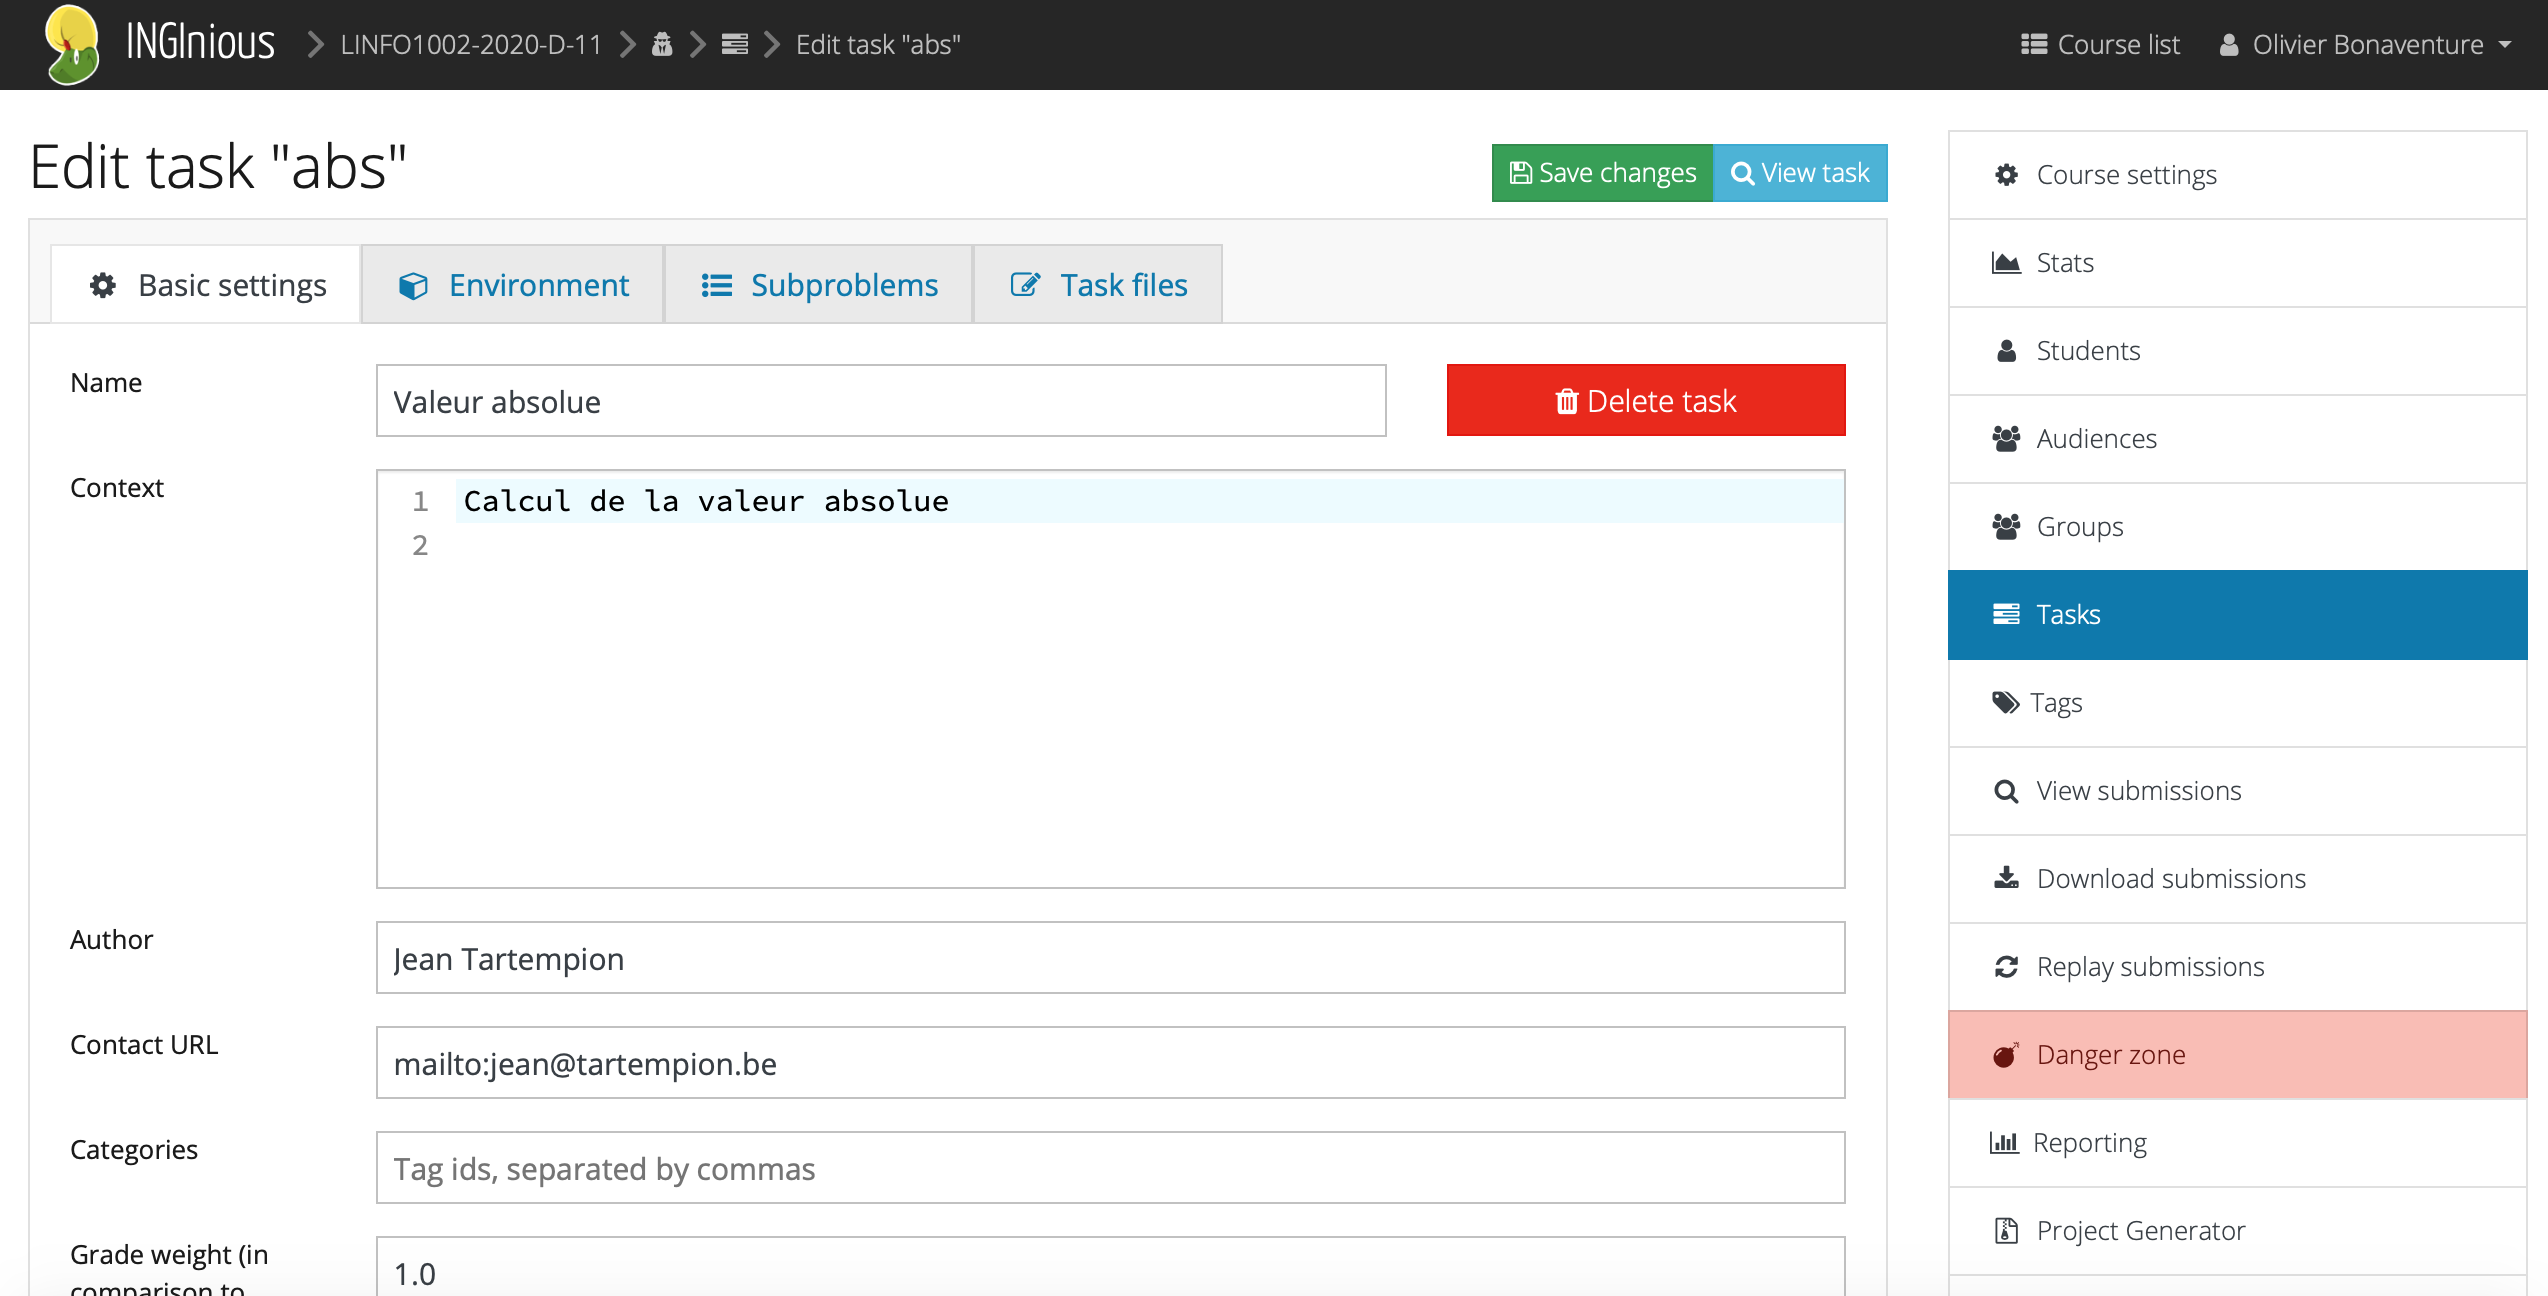 INGInious LINFO1002-2020-D-11 Edit task "abs" Course list Olivier Bonaventure
Edit task "abs"
Save changes View task
Basic settings Environment Subproblems Task files
Name
Valeur absolue
Delete task
Context
1 Calcul de la valeur absolue
2
Author
Jean Tartempion
Contact URL
mailto:jean@tartempion.be
Categories
Tag ids, separated by commas
Grade weight (in
comparison to
1.0
Course settings
Stats
Students
Audiences
Groups
Tasks
Tags
View submissions
Download submissions
Replay submissions
Danger zone
Reporting
Project Generator